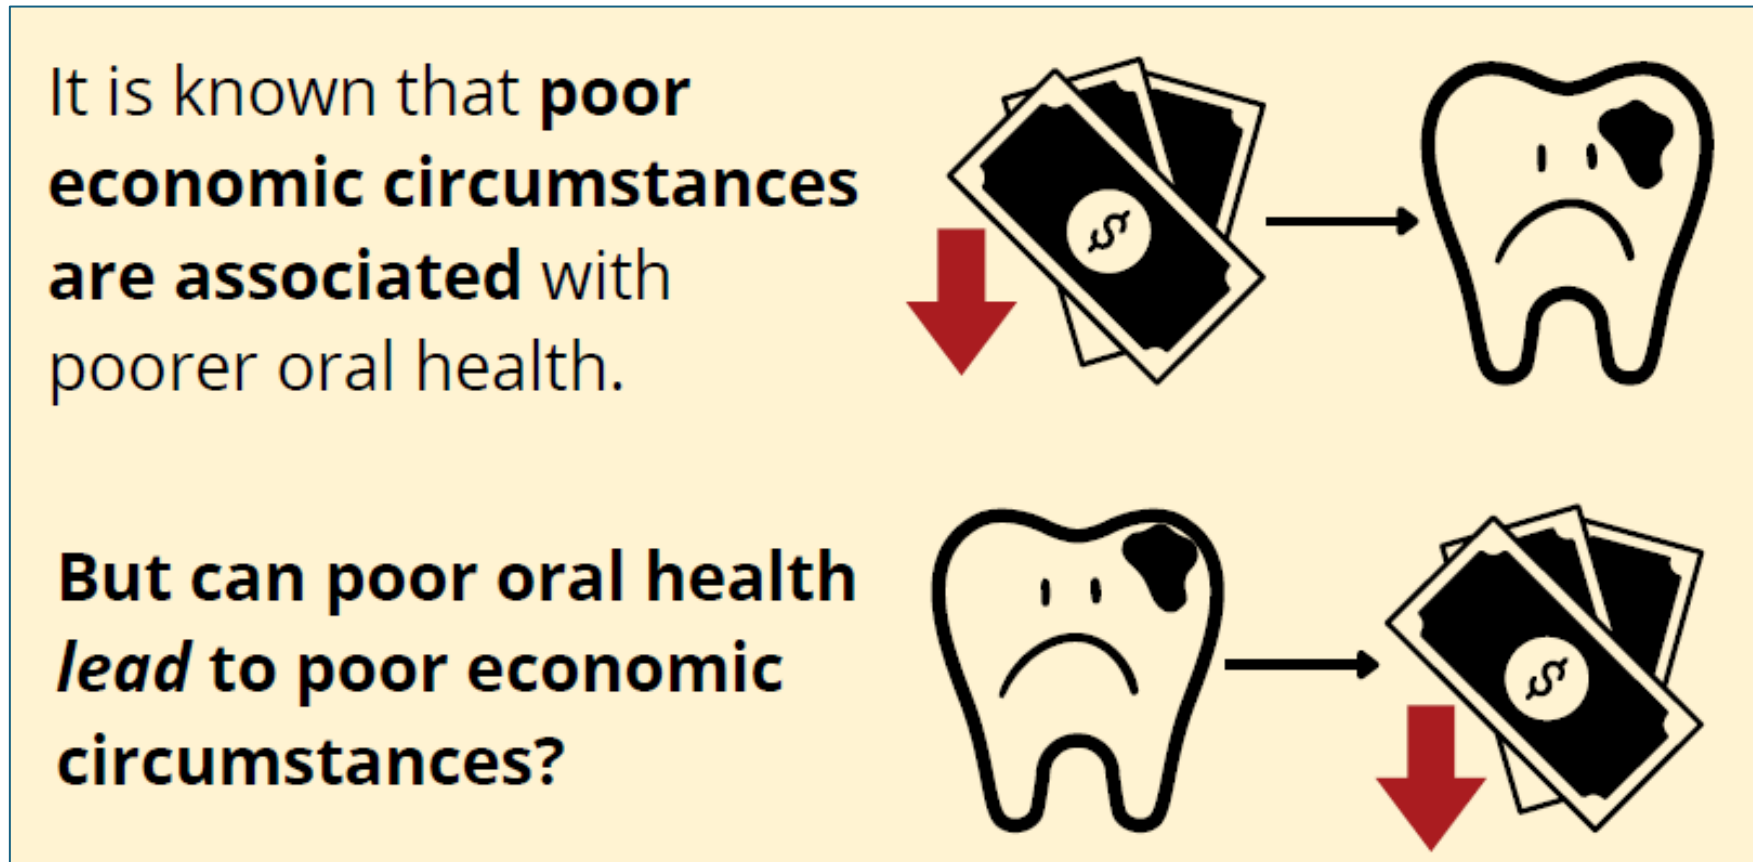 It is known that poor
economic circumstances
are associated with
poorer oral health.
$
But can poor oral health
lead to poor economic
circumstances?
$